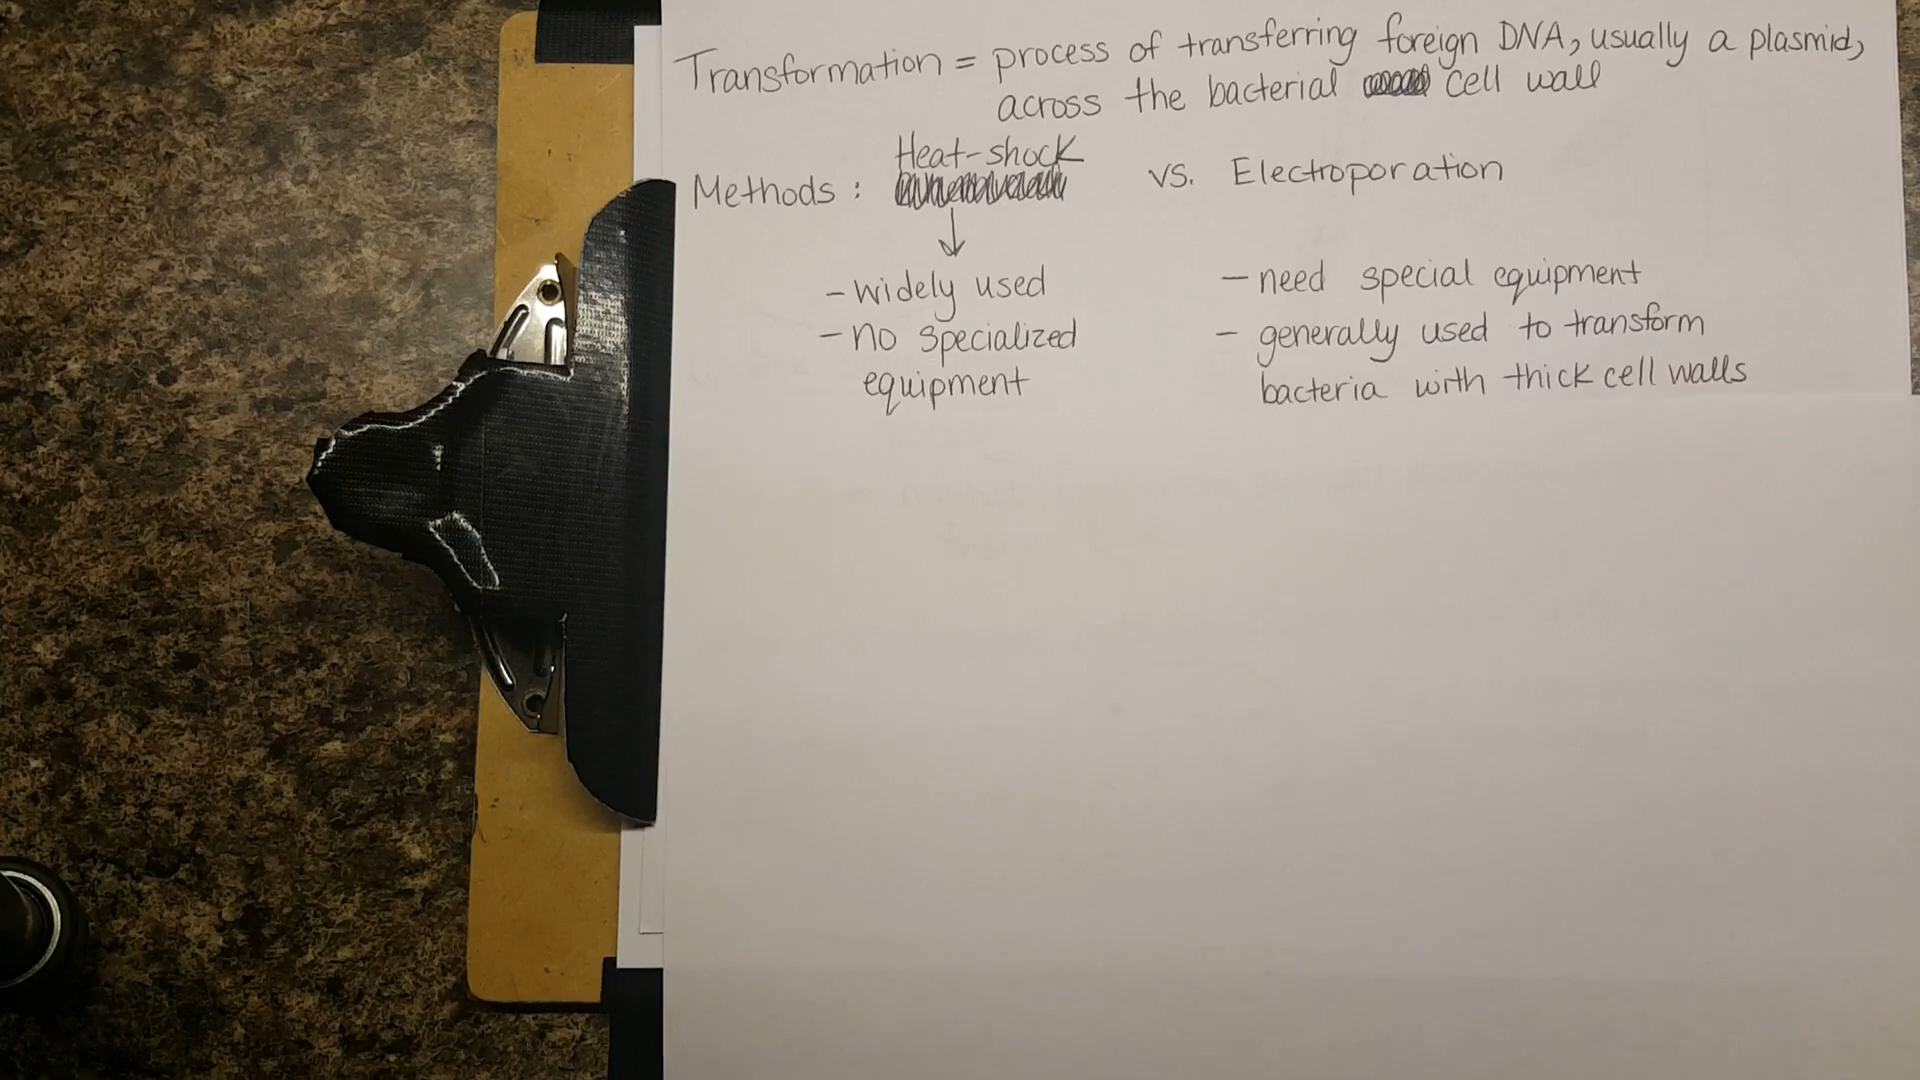 Transformation = process of transferring foreign DNA, usually a plasmid,
across the bacterial cell wall
Methods: Heat-shock vs. Electroporation
- widely used
- no specialized
equipment
- need special equipment
- generally used to transform
bacteria with thick cell walls